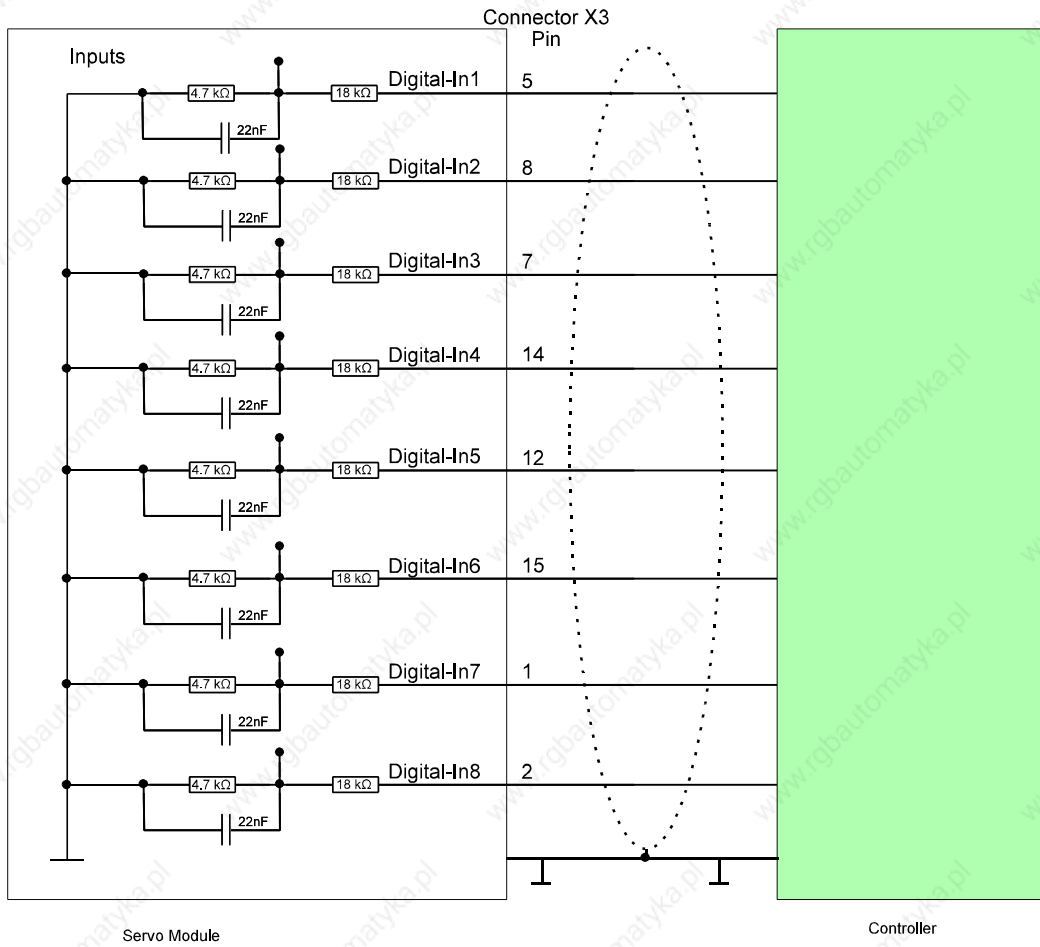 Connector X3
Pin
Inputs
4.7 kΩ 18 kΩ Digital-In1 5
22nF
4.7 kΩ 18 kΩ Digital-In2 8
22nF
4.7 kΩ 18 kΩ Digital-In3 7
22nF
4.7 kΩ 18 kΩ Digital-In4 14
22nF
4.7 kΩ 18 kΩ Digital-In5 12
22nF
4.7 kΩ 18 kΩ Digital-In6 15
22nF
4.7 kΩ 18 kΩ Digital-In7 1
22nF
4.7 kΩ 18 kΩ Digital-In8 2
22nF
Servo Module
Controller
www.rgbautomatyka.pl